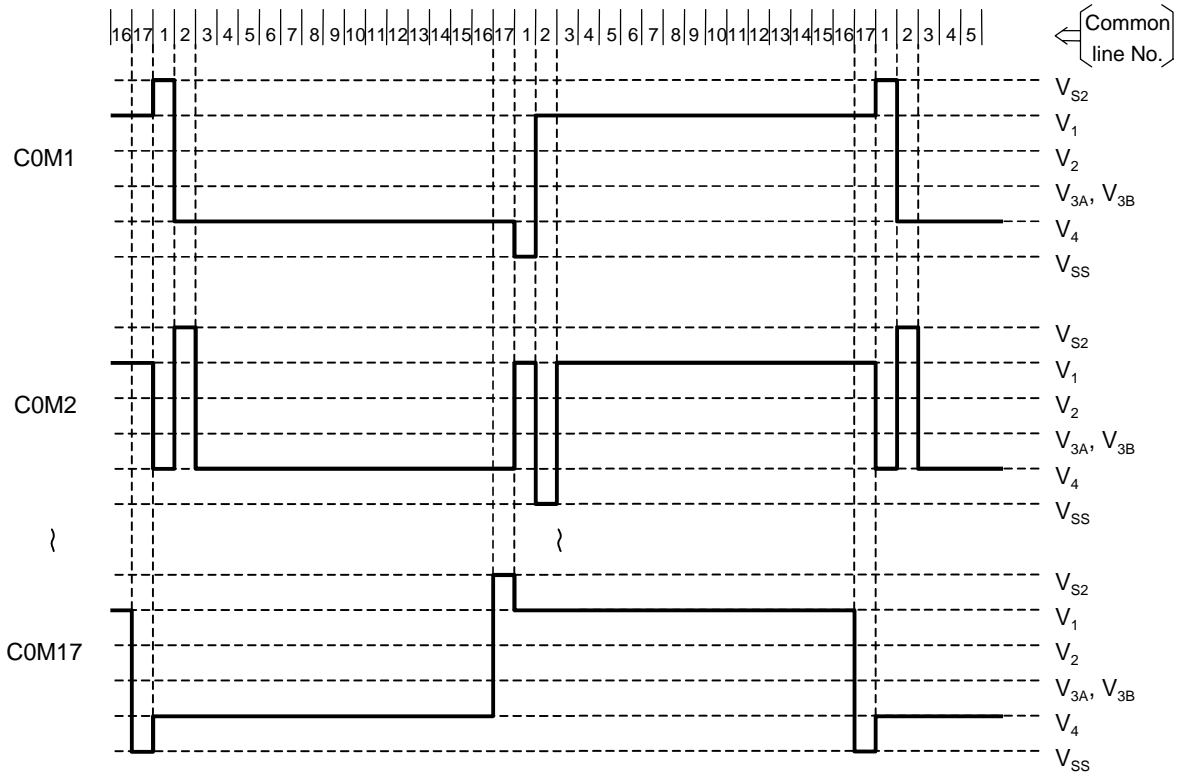 16 17 1 2 3 4 5 6 7 8 9 10 11 12 13 14 15 16 17 1 2 3 4 5 6 7 8 9 10 11 12 13 14 15 16 17 1 2 3 4 5
Common
line No.
C0M1
VS2
V1
V2
V3A, V3B
V4
VSS
C0M2
VS2
V1
V2
V3A, V3B
V4
VSS
C0M17
VS2
V1
V2
V3A, V3B
V4
VSS